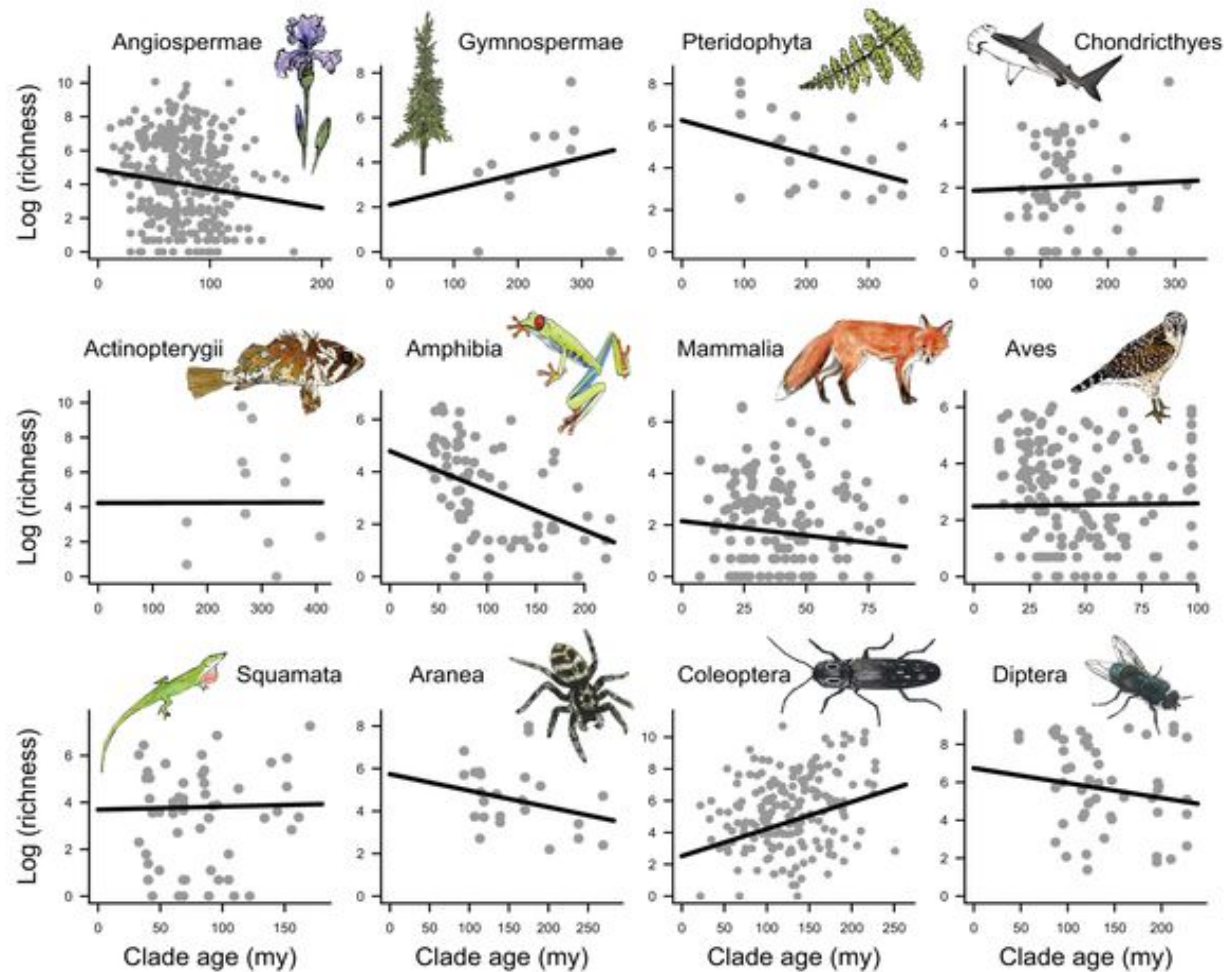 Angiospermae
Gymnospermae
Pteridophyta
Chondricthyes
Log (richness)
10
8
6
4
2
0
0 100 200
8
6
4
2
0
0 100 200 300
8
6
4
2
0
0 100 200 300
4
2
0
0 100 200 300
Actinopterygii
Amphibia
Mammalia
Aves
Log (richness)
10
8
6
4
2
0
0 100 200 300 400
6
4
2
0
0 50 100 150 200
6
4
2
0
0 25 50 75
6
4
2
0
0 25 50 75 100
Squamata
Aranea
Coleoptera
Diptera
Log (richness)
6
4
2
0
0 50 100 150
Clade age (my)
8
6
4
2
0
0 50 100 150 200 250
Clade age (my)
10
8
6
4
2
0
0 50 100 150 200 250
Clade age (my)
8
6
4
2
0
0 50 100 150 200
Clade age (my)